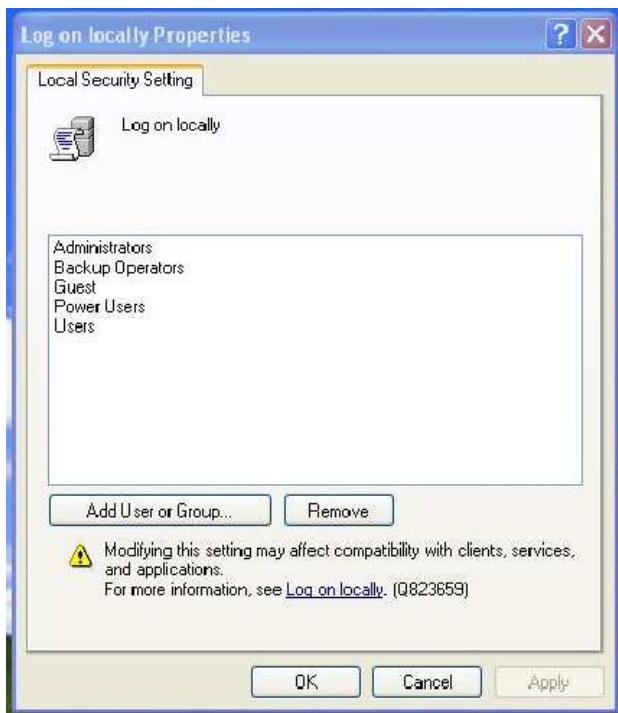 Log on locally Properties
Local Security Setting
Log on locally
Administrators
Backup Operators
Guest
Power Users
Users
Add User or Group...
Remove
Modifying this setting may affect compatibility with clients, services,
and applications.
For more information, see Log on locally. (Q823659)
OK
Cancel
Apply